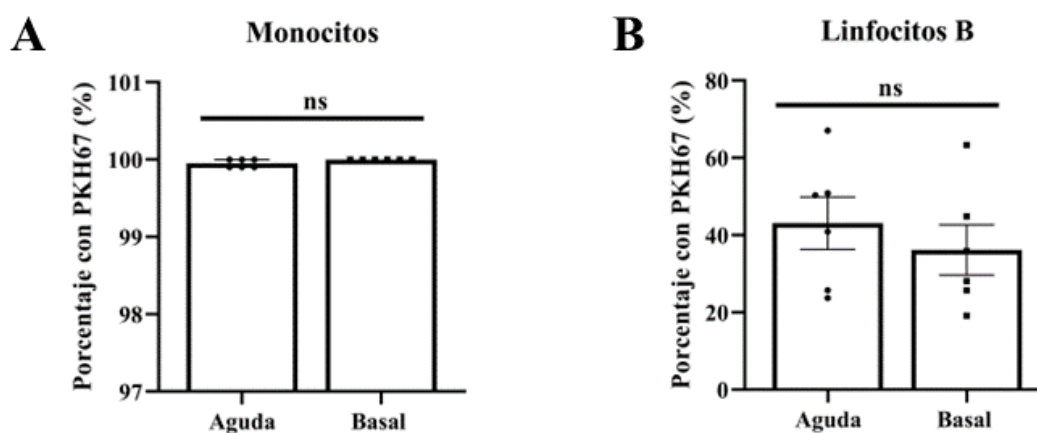 A
Monocitos
Porcentaje con PKH67 (%)
101
100
99
98
97
ns
Aguda
Basal
B
Linfocitos B
Porcentaje con PKH67 (%)
80
60
40
20
0
ns
Aguda
Basal